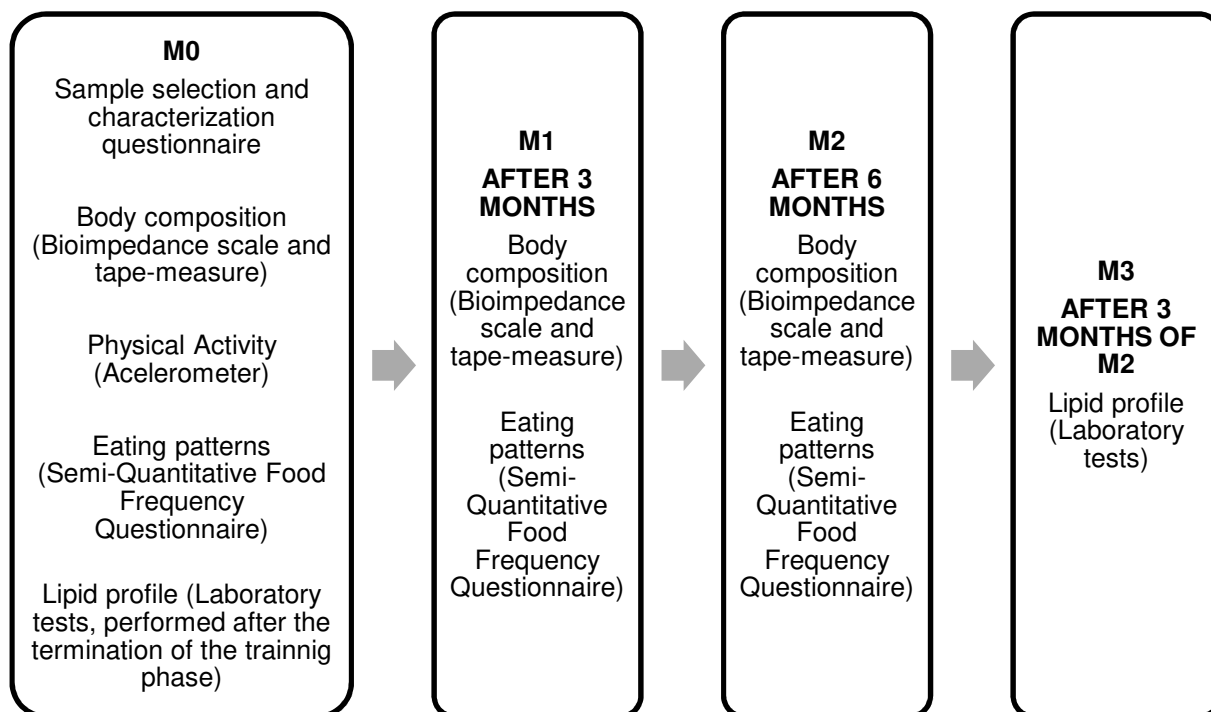 M0
Sample selection and
characterization
questionnaire
Body composition
(Bioimpedance scale and
tape-measure)
Physical Activity
(Acelerometer)
Eating patterns
(Semi-Quantitative Food
Frequency
Questionnaire)
Lipid profile (Laboratory
tests, performed after the
termination of the trainnig
phase)
M1
AFTER 3
MONTHS
Body
composition
(Bioimpedance
scale and
tape-measure)
Eating
patterns
(Semi-
Quantitative
Food
Frequency
Questionnaire)
M2
AFTER 6
MONTHS
Body
composition
(Bioimpedance
scale and
tape-measure)
Eating
patterns
(Semi-
Quantitative
Food
Frequency
Questionnaire)
M3
AFTER 3
MONTHS OF
M2
Lipid profile
(Laboratory
tests)